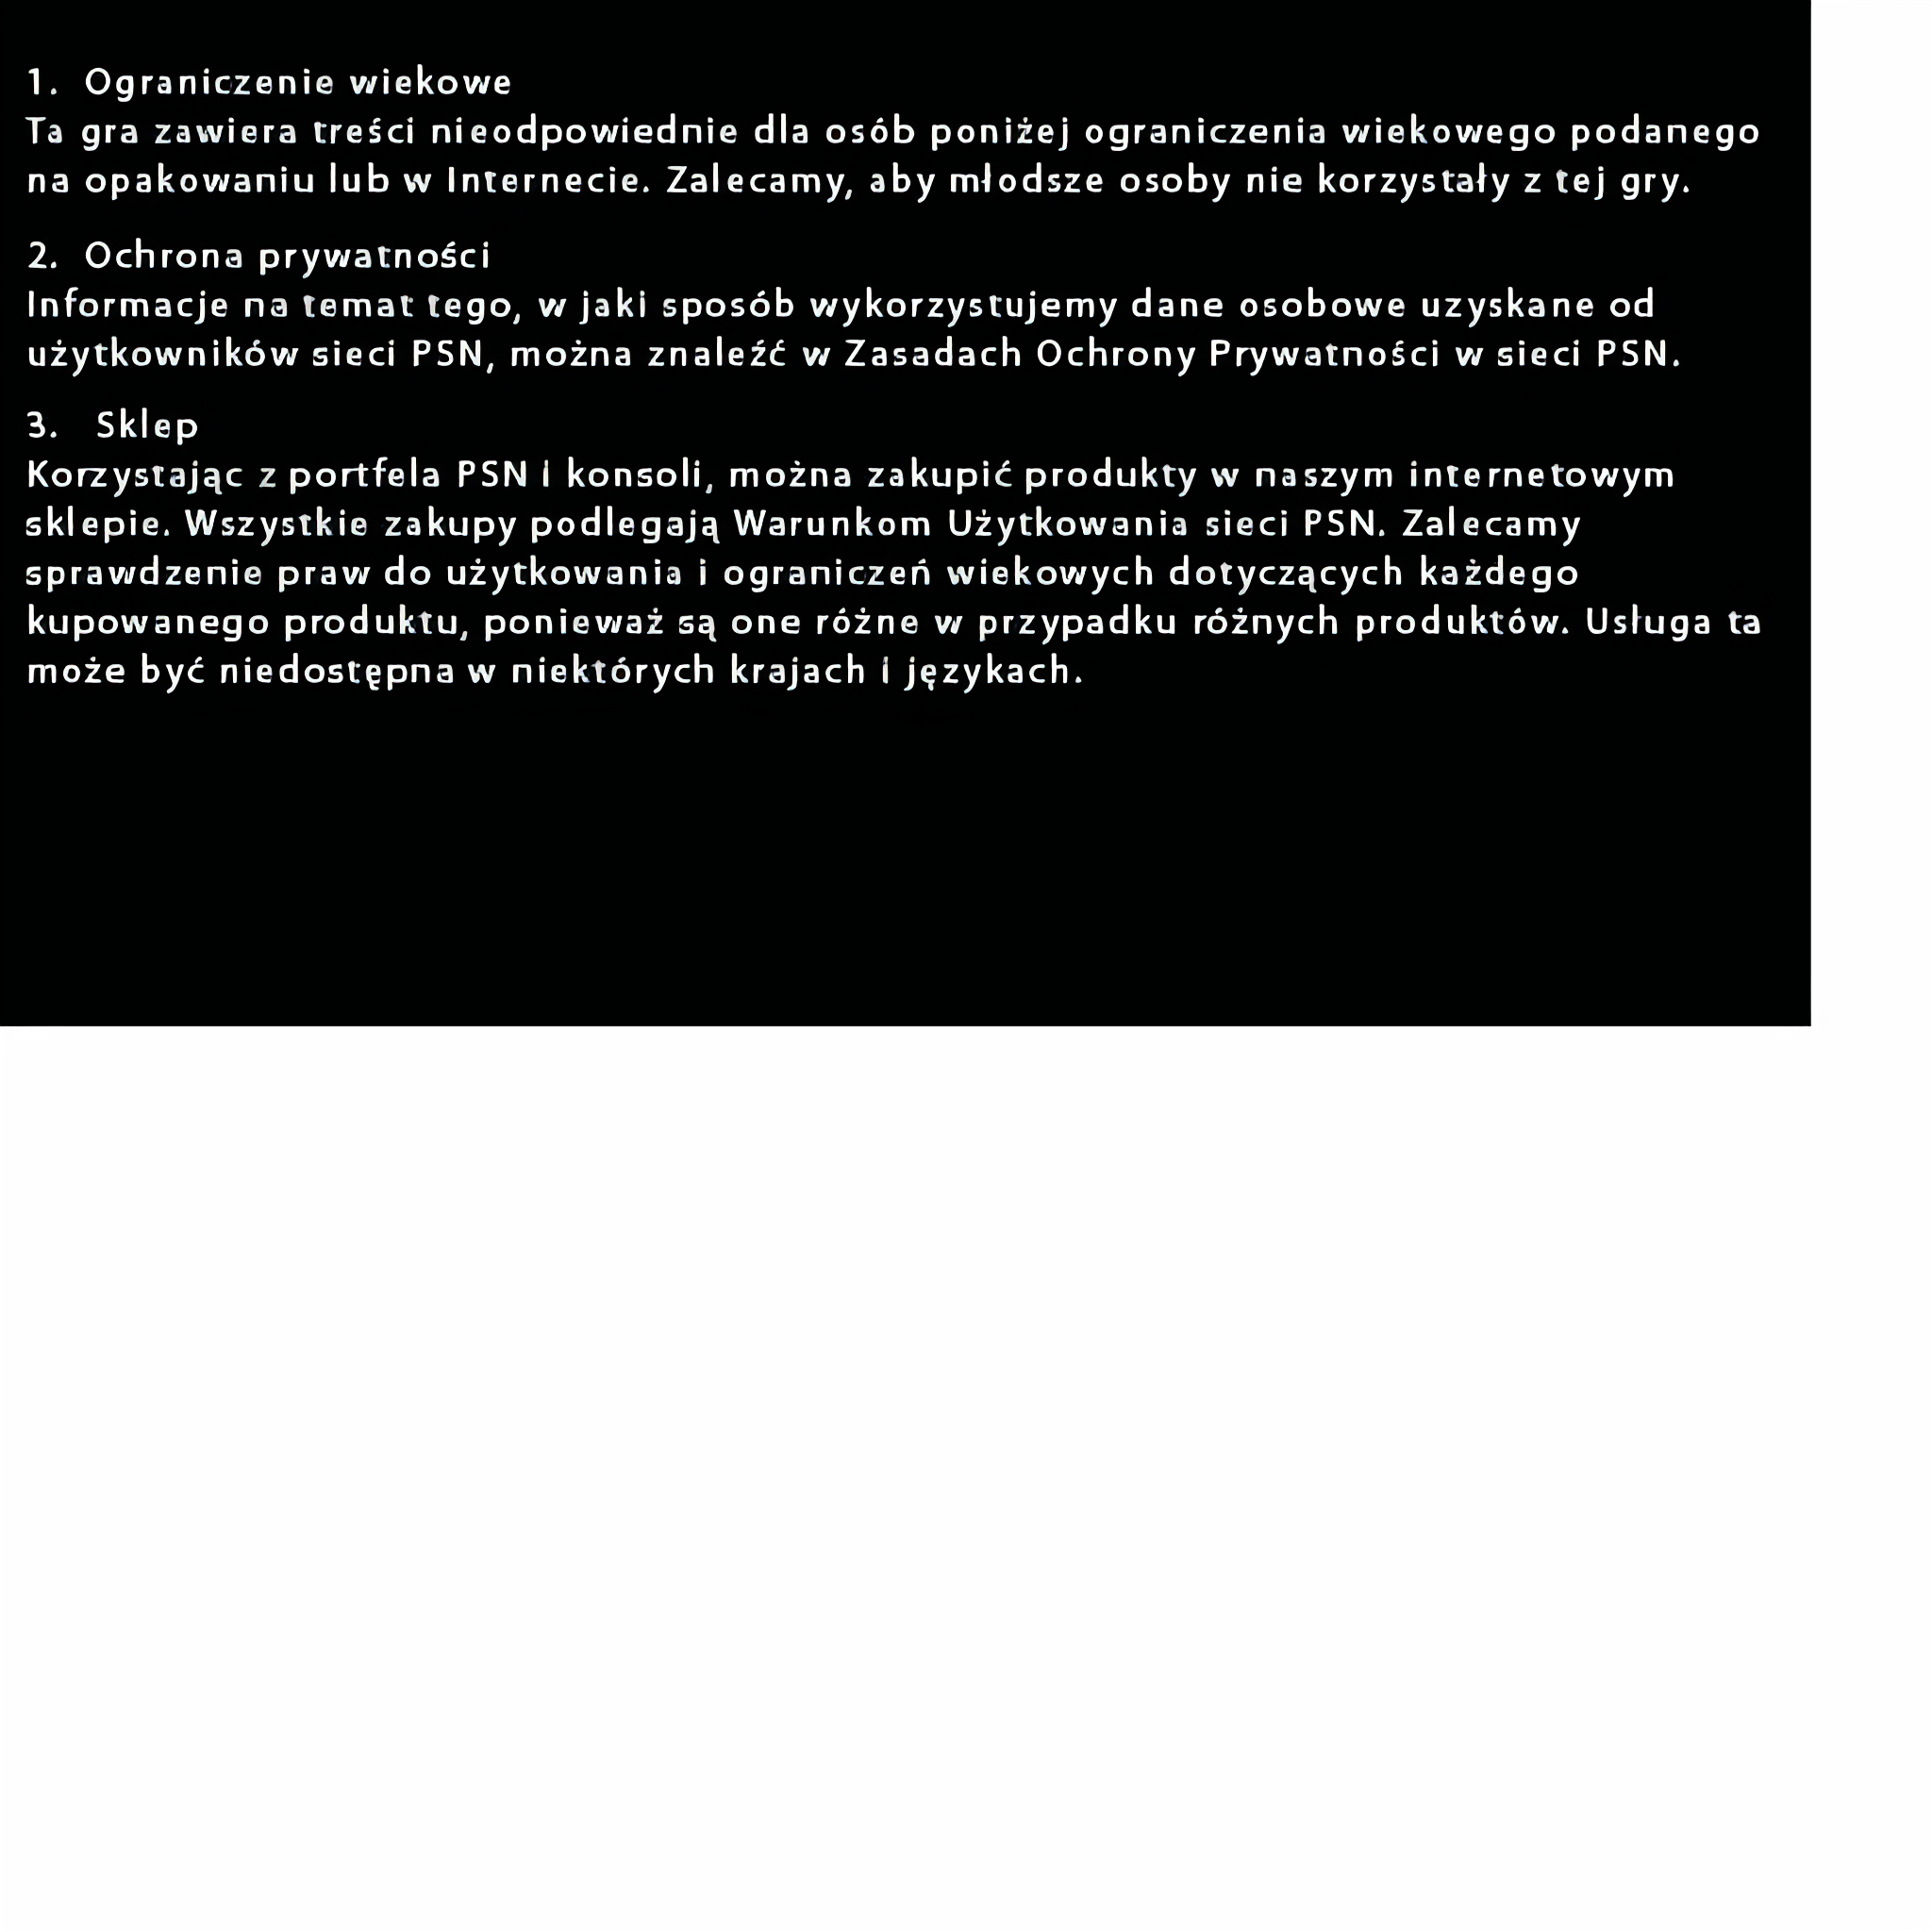 1. Ograniczenie wiekowe
Ta gra zawiera treści nieodpowiednie dla osób poniżej ograniczenia wiekowego podanego
na opakowaniu lub w Internecie. Zalecamy, aby młodsze osoby nie korzystały z tej gry.
2. Ochrona prywatności
Informacje na temat tego, w jaki sposób wykorzystujemy dane osobowe uzyskane od
użytkowników sieci PSN, można znaleźć w Zasadach Ochrony Prywatności w sieci PSN.
3. Sklep
Korzystając z portfela PSN i konsoli, można zakupić produkty w naszym internetowym
sklepie. Wszystkie zakupy podlegają Warunkom Użytkowania sieci PSN. Zalecamy
sprawdzenie praw do użytkowania i ograniczeń wiekowych dotyczących każdego
kupowanego produktu, ponieważ są one różne w przypadku różnych produktów. Usługa ta
może być niedostępna w niektórych krajach i językach.